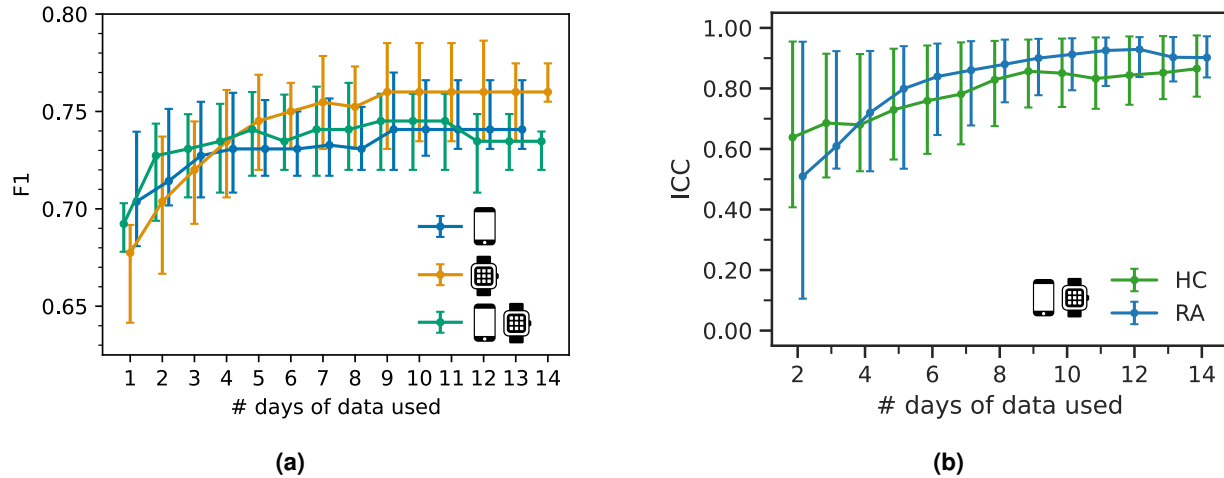 0.80
0.75
0.70
0.65
F1
1 2 3 4 5 6 7 8 9 10 11 12 13 14
# days of data used
(a)
1.00
0.80
0.60
0.40
0.20
0.00
ICC
HC
RA
2 4 6 8 10 12 14
# days of data used
(b)